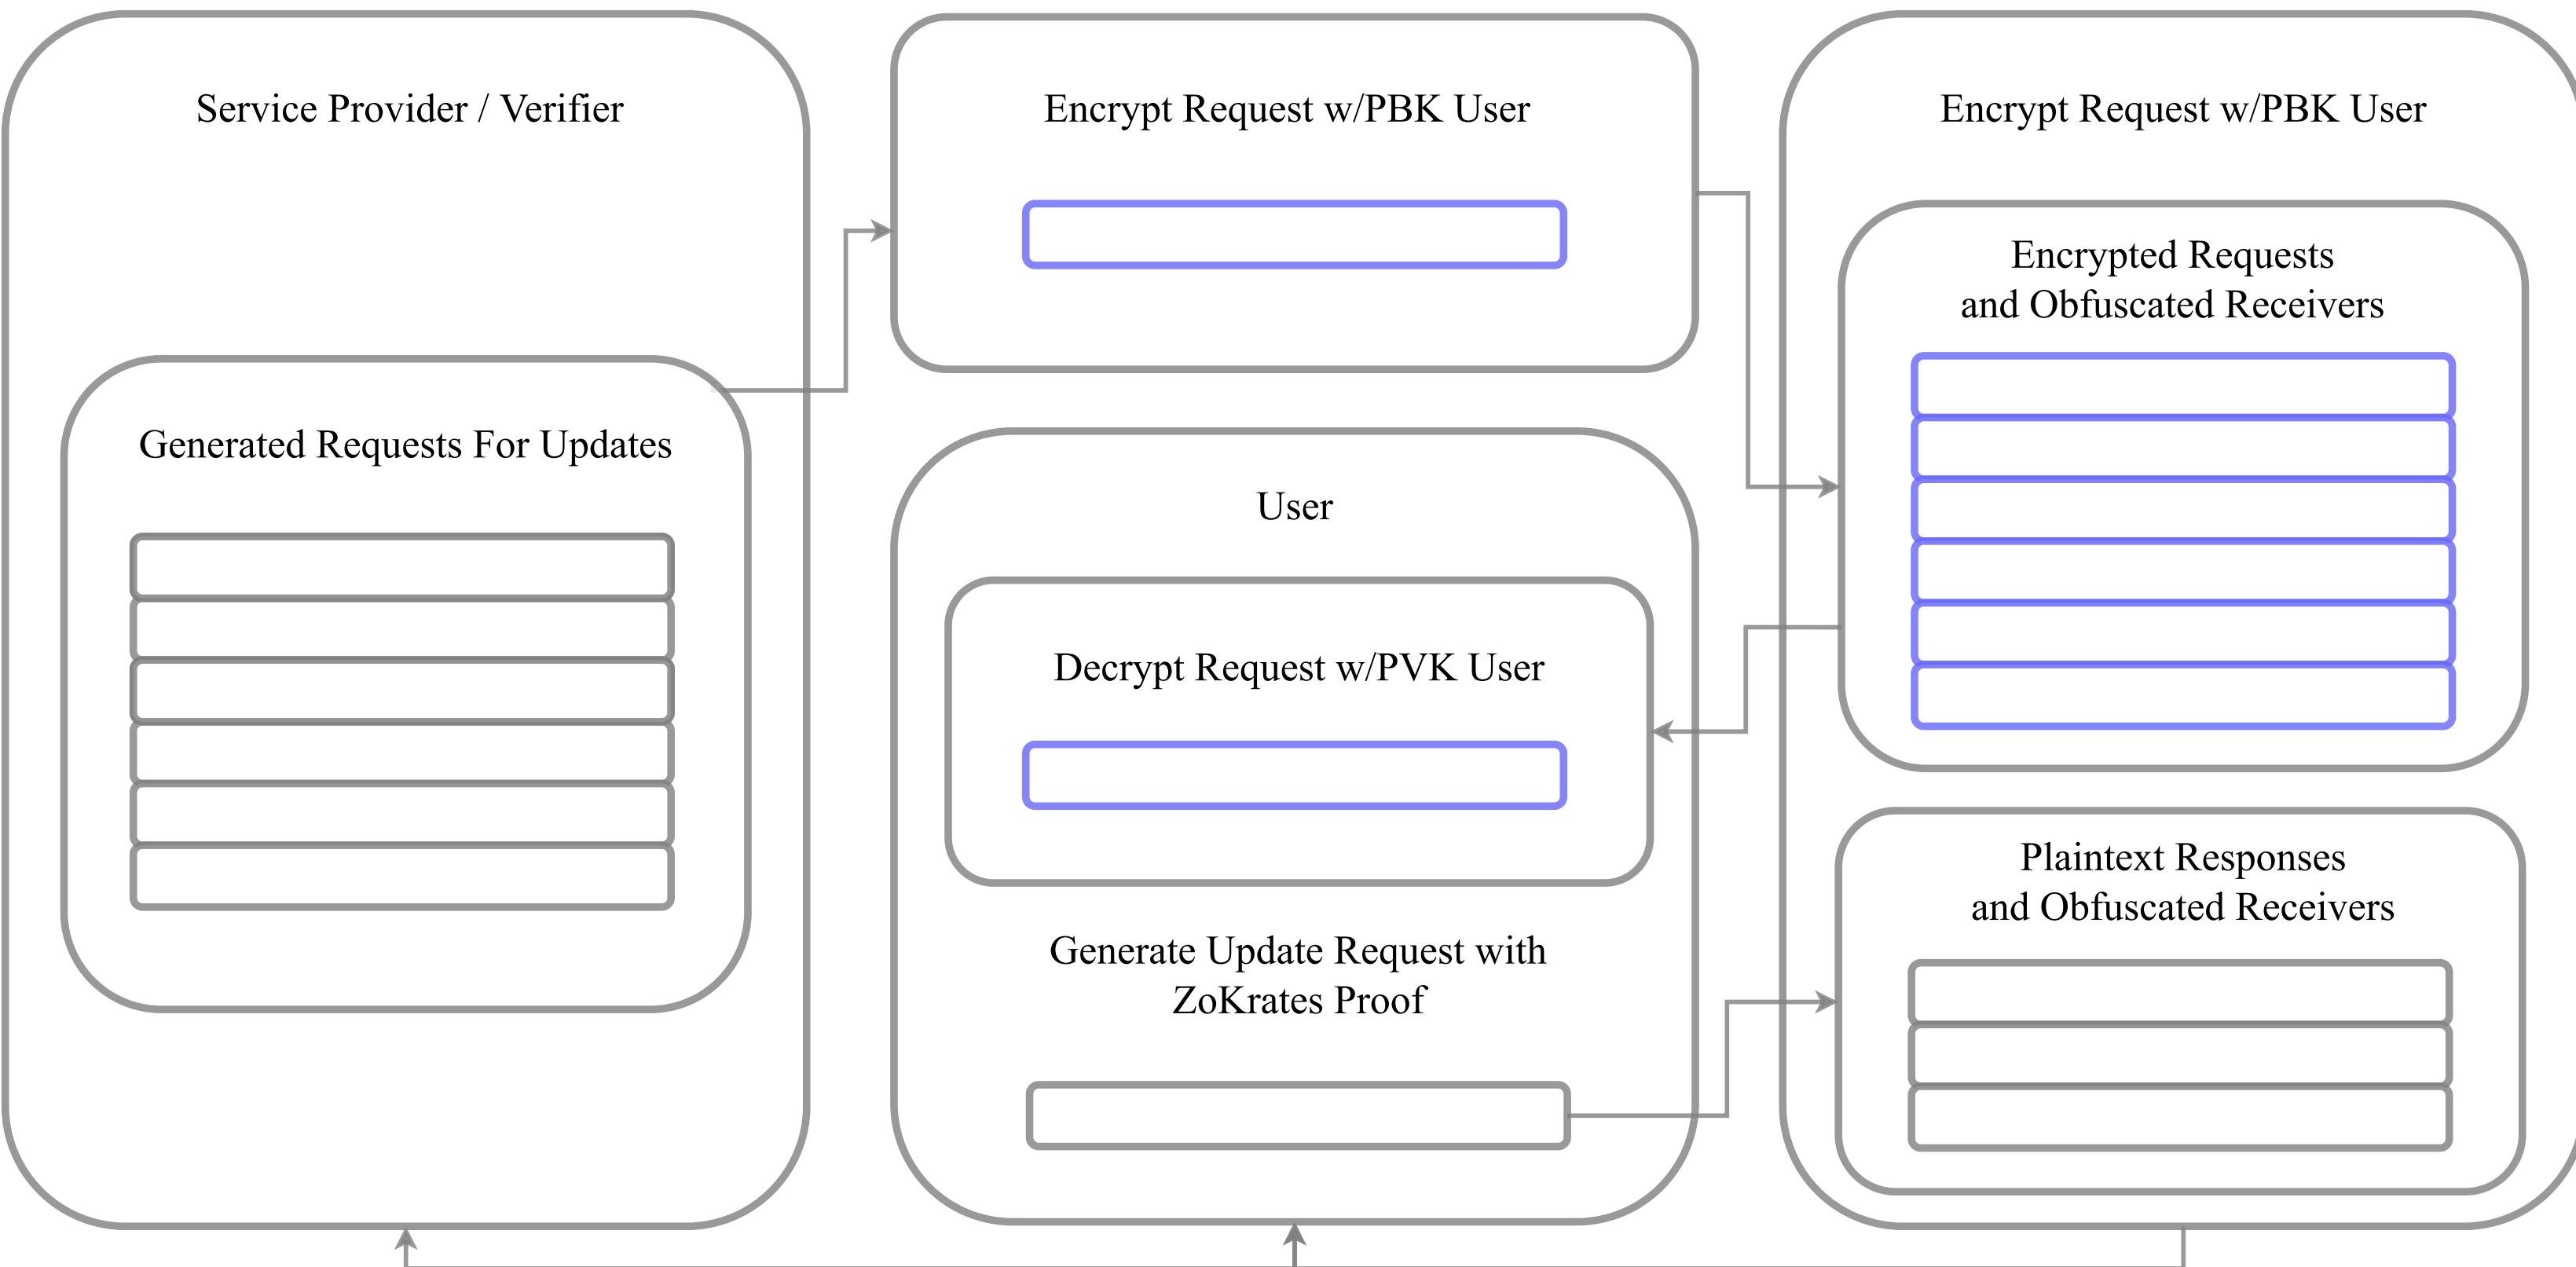 Service Provider / Verifier
Generated Requests For Updates
Encrypt Request w/PBK User
User
Decrypt Request w/PVK User
Generate Update Request with
ZoKrates Proof
Encrypt Request w/PBK User
Encrypted Requests
and Obfuscated Receivers
Plaintext Responses
and Obfuscated Receivers